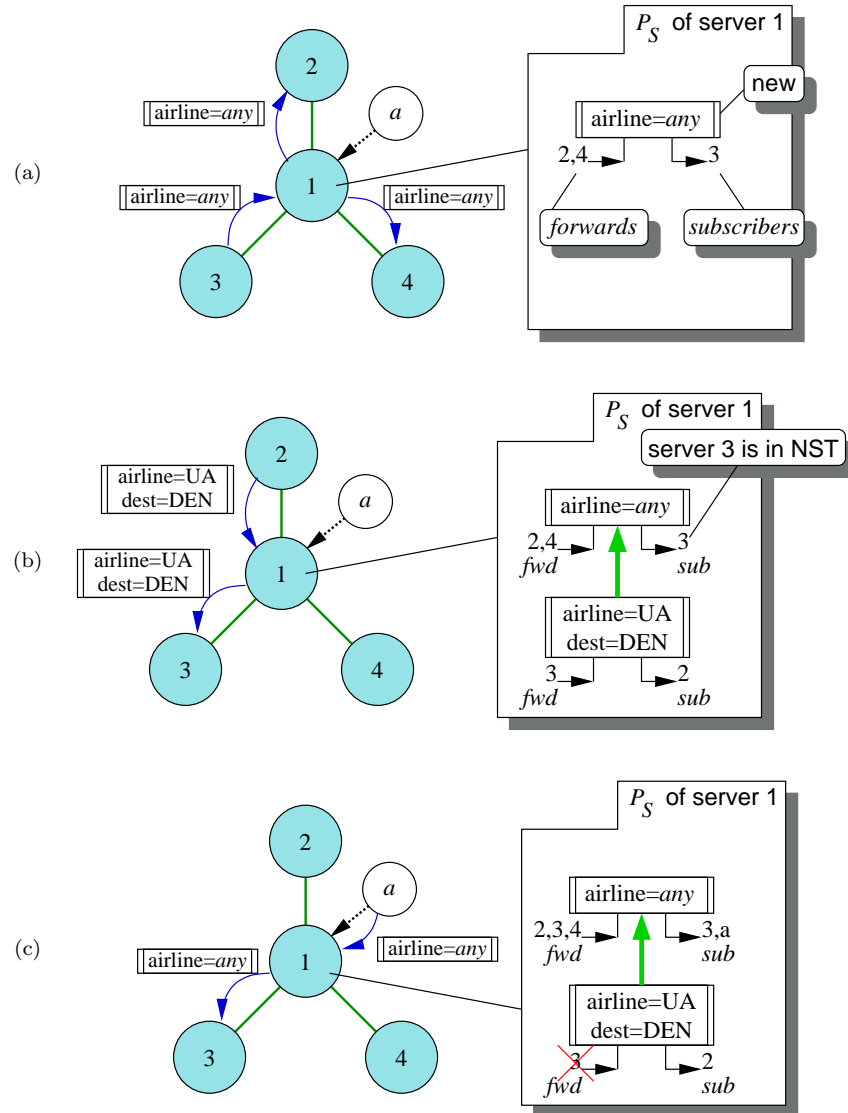 P_S of server 1
2
a
new
airline=any
airline=any
1
2,4
3
(a)
airline=any
airline=any
forwards
subscribers
3
4
P_S of server 1
server 3 is in NST
2
airline=UA
dest=DEN
a
airline=any
2,4
3
fwd
sub
(b)
airline=UA
dest=DEN
1
airline=UA
dest=DEN
3
4
3
2
fwd
sub
P_S of server 1
2
a
airline=any
2,3,4
3,a
fwd
sub
(c)
airline=any
1
airline=any
airline=UA
dest=DEN
3
4
3
2
fwd
sub